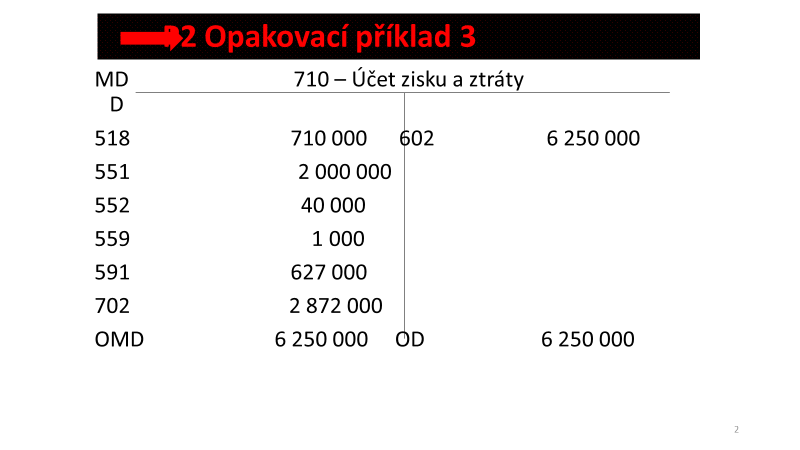 2 Opakovací příklad 3
MD 710 – Účet zisku a ztráty
D
518 710 000 602 6 250 000
551 2 000 000
552 40 000
559 1 000
591 627 000
702 2 872 000
OMD 6 250 000 OD 6 250 000
2